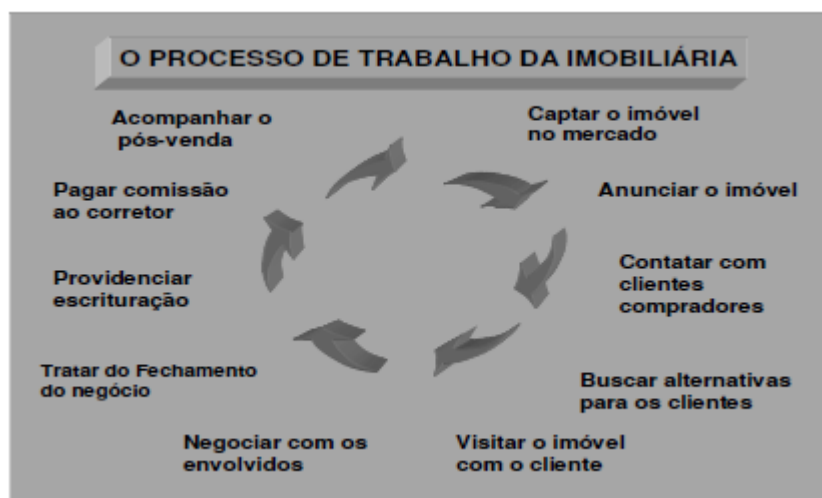 O PROCESSO DE TRABALHO DA IMOBILIÁRIA
Captar o imóvel
no mercado
Anunciar o imóvel
Contatar com
clientes
compradores
Buscar alternativas
para os clientes
Visitar o imóvel
com o cliente
Negociar com os
envolvidos
Tratar do Fechamento
do negócio
Providenciar
escrituração
Pagar comissão
ao corretor
Acompanhar o
pós-venda